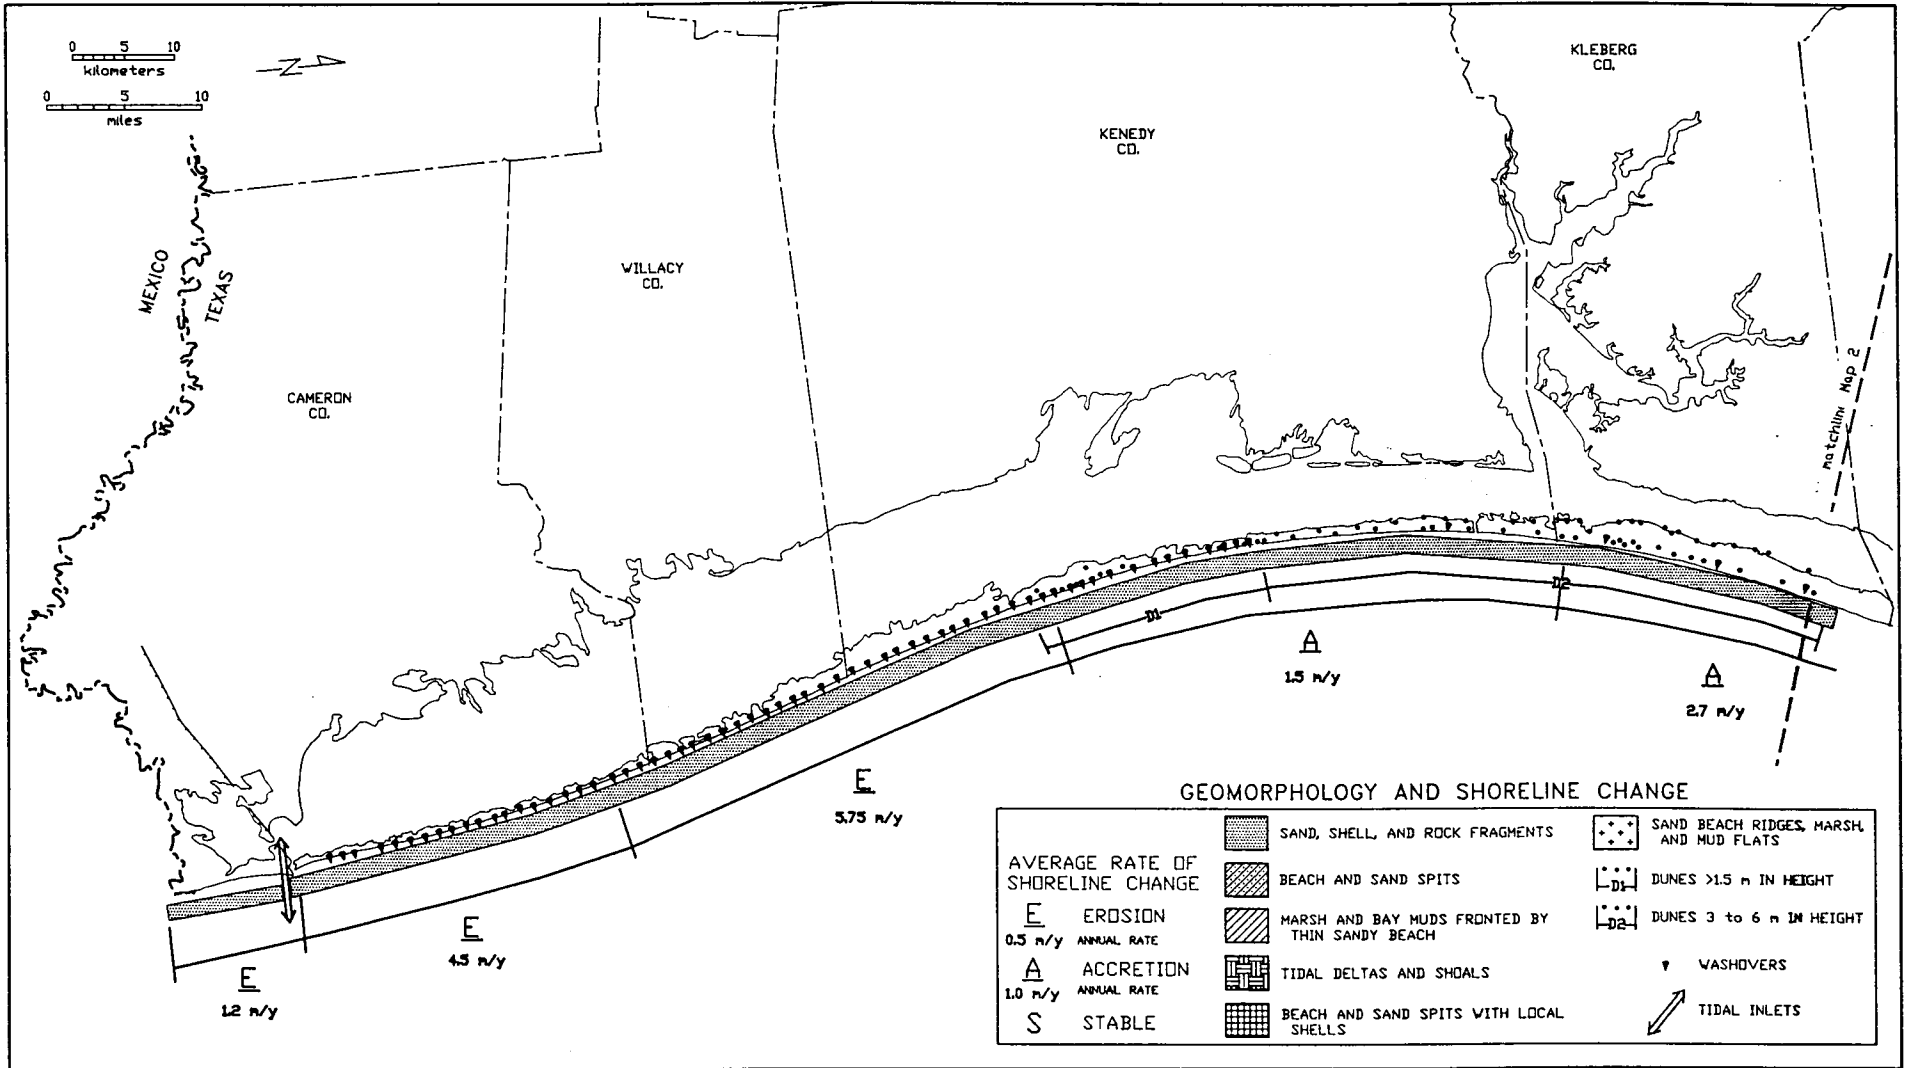 0 5 10
kilometers
0 5 10
miles
N
KLEBERG
CO.
KENEDY
CO.
WILLACY
CO.
MEXICO
TEXAS
CAMERON
CO.
matchline Map 2
D1
D2
A
1.5 m/y
A
2.7 m/y
E
5.75 m/y
E
4.5 m/y
E
1.2 m/y
GEOMORPHOLOGY AND SHORELINE CHANGE
AVERAGE RATE OF
SHORELINE CHANGE
E EROSION
0.5 m/y ANNUAL RATE
A ACCRETION
1.0 m/y ANNUAL RATE
S STABLE
SAND, SHELL, AND ROCK FRAGMENTS
BEACH AND SAND SPITS
MARSH AND BAY MUDS FRONTED BY
THIN SANDY BEACH
TIDAL DELTAS AND SHOALS
BEACH AND SAND SPITS WITH LOCAL
SHELLS
SAND BEACH RIDGES, MARSH,
AND MUD FLATS
D1 DUNES >1.5 m IN HEIGHT
D2 DUNES 3 to 6 m IN HEIGHT
WASHOVERS
TIDAL INLETS